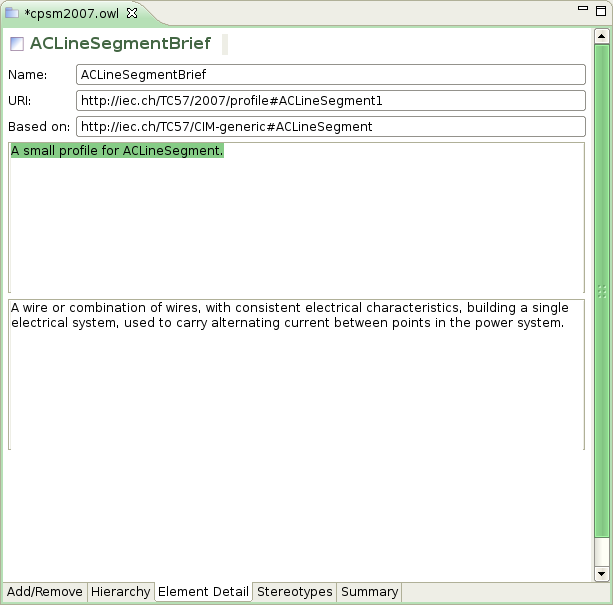 *cpsm2007.owl
ACLineSegmentBrief
Name: ACLineSegmentBrief
URI: http://iec.ch/TC57/2007/profile#ACLineSegment1
Based on: http://iec.ch/TC57/CIM-generic#ACLineSegment
A small profile for ACLineSegment.
A wire or combination of wires, with consistent electrical characteristics, building a single
electrical system, used to carry alternating current between points in the power system.
Add/Remove Hierarchy Element Detail Stereotypes Summary